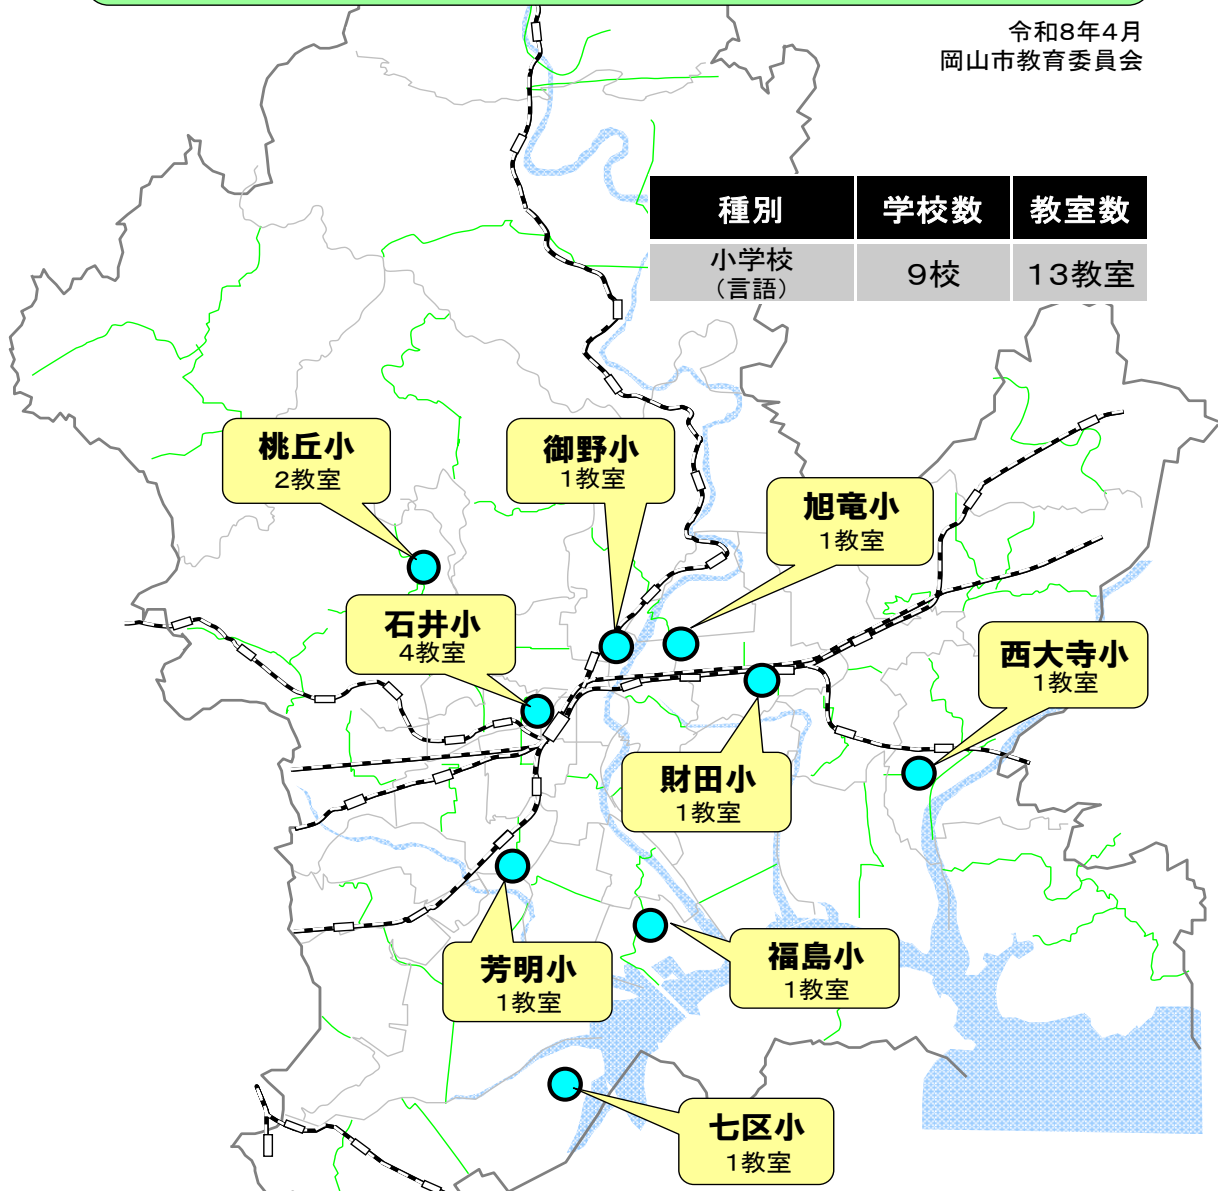 令和8年4月
岡山市教育委員会
種別 学校数 教室数
小学校
（言語）
9校 13教室
桃丘小
2教室
御野小
1教室
旭竜小
1教室
石井小
4教室
西大寺小
1教室
財田小
1教室
芳明小
1教室
福島小
1教室
七区小
1教室